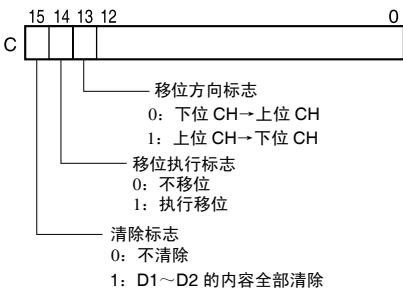 15 14 13 12 0
C
移位方向标志
0：下位 CH→上位 CH
1：上位 CH→下位 CH
移位执行标志
0：不移位
1：执行移位
清除标志
0：不清除
1：D1～D2 的内容全部清除